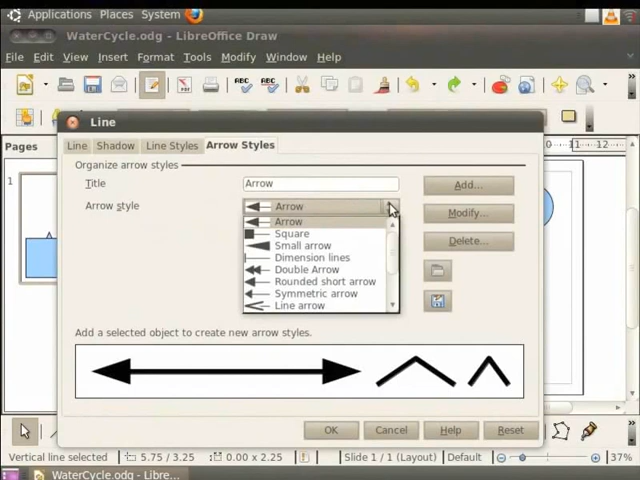 Applications Places System
WaterCycle.odg - LibreOffice Draw
File Edit View Insert Format Tools Modify Window Help
Line
Pages
1
Line Shadow Line Styles Arrow Styles
11 12
Organize arrow styles
Title Arrow Add...
Arrow style Arrow Modify...
Arrow
Square
Delete...
Small arrow
Dimension lines
Double Arrow
Rounded short arrow
Symmetric arrow
Line arrow
Add a selected object to create new arrow styles.
OK Cancel Help Reset
Vertical line selected 5.75 / 3.25 0.00 x 2.25 Slide 1 / 1 (Layout) Default 37%
WaterCycle.odg - Libre...